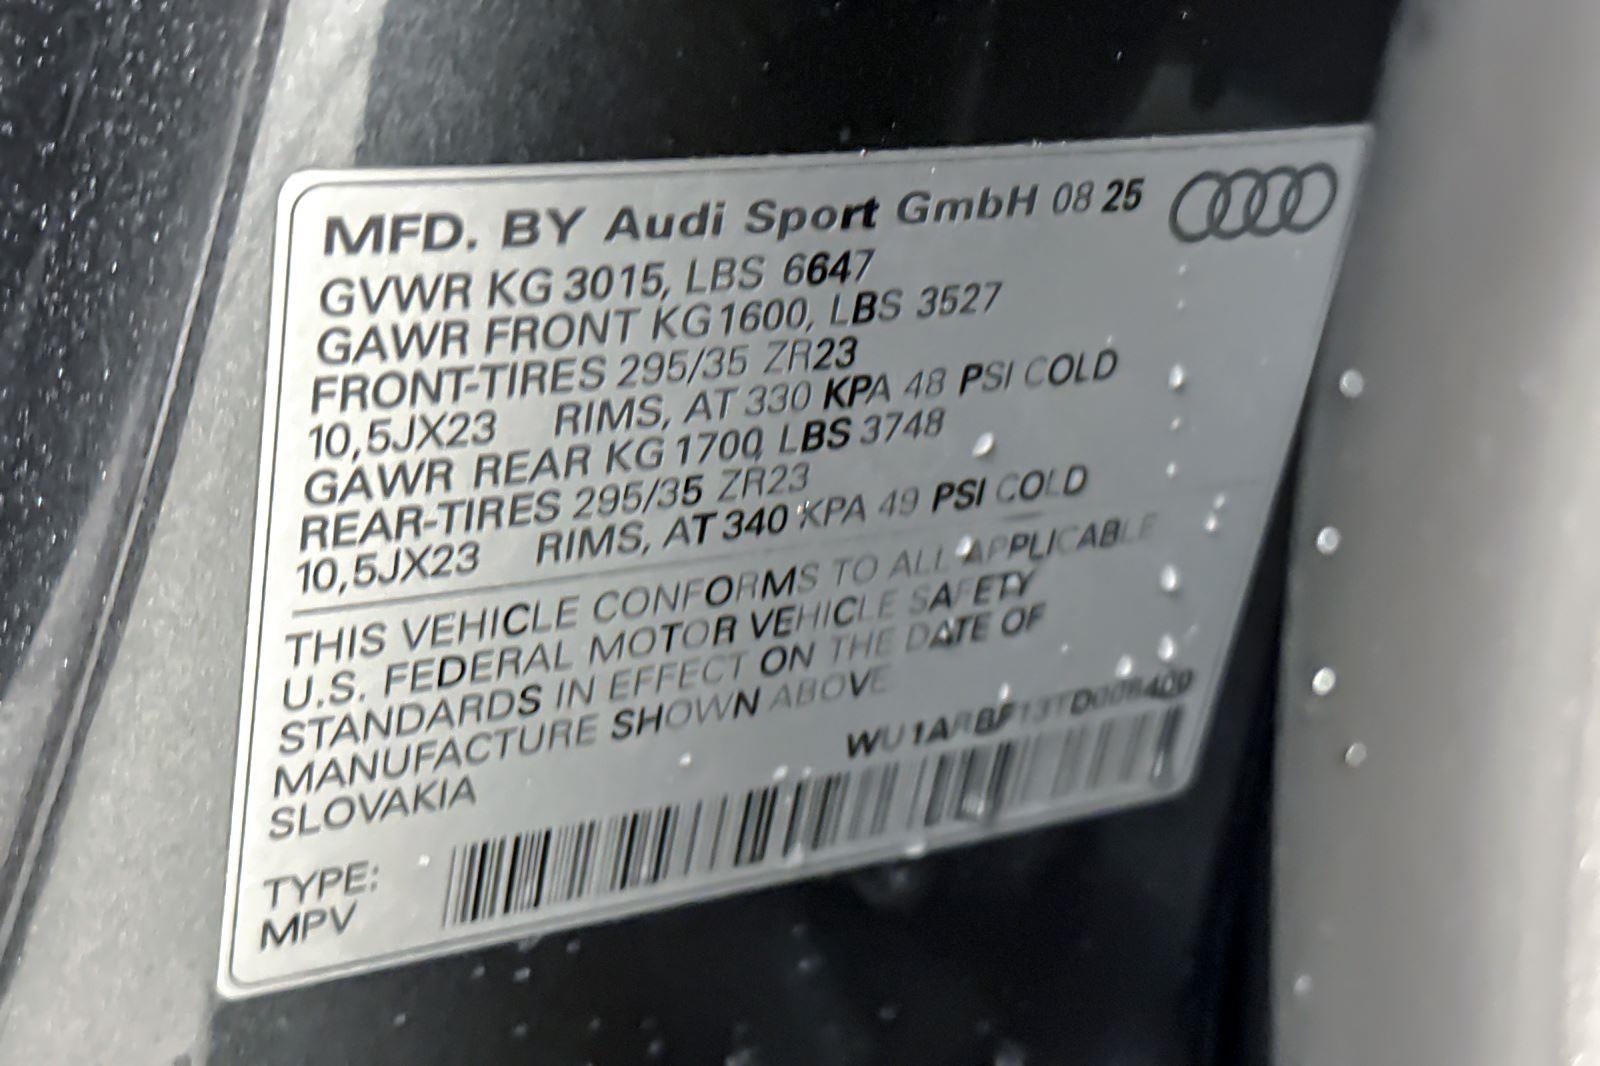 MFD. BY Audi Sport GmbH 08 25
GVWR KG 3015, LBS 6647
GAWR FRONT KG 1600, LBS 3527
FRONT-TIRES 295/35 ZR23
10,5JX23 RIMS, AT 330 KPA 48 PSI COLD
GAWR REAR KG 1700, LBS 3748
REAR-TIRES 295/35 ZR23
10,5JX23 RIMS, AT 340 KPA 49 PSI COLD
THIS VEHICLE CONFORMS TO ALL APPLICABLE
U.S. FEDERAL MOTOR VEHICLE SAFETY
STANDARDS IN EFFECT ON THE DATE OF
MANUFACTURE SHOWN ABOVE
SLOVAKIA
TYPE:
MPV